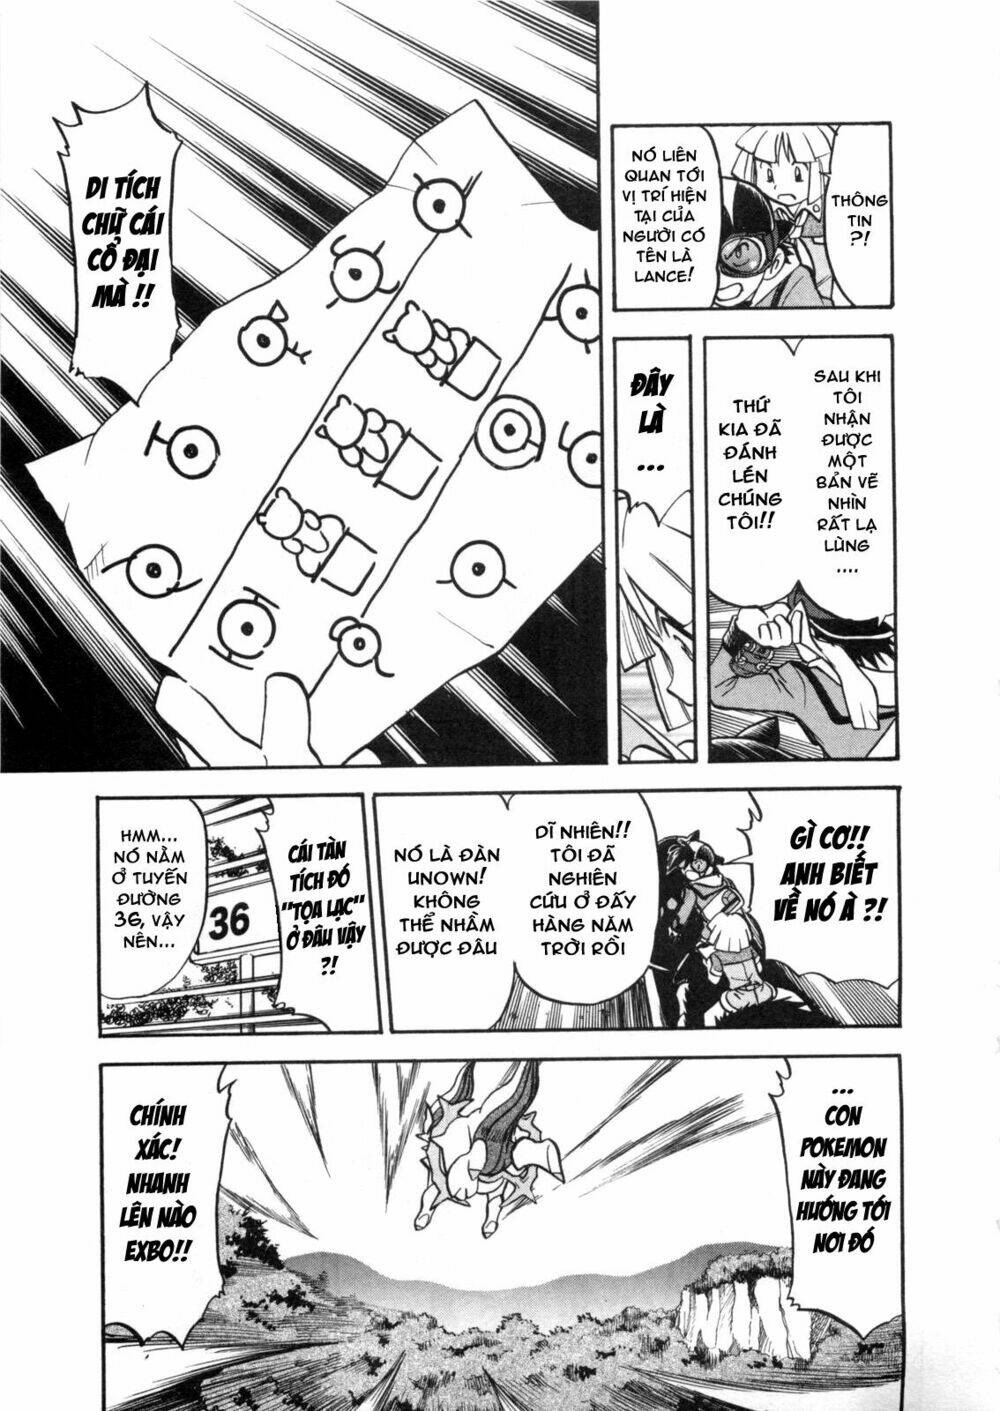 THÔNG
TIN
?!
NÓ LIÊN
QUAN TỚI
VỊ TRÍ HIỆN
TẠI CỦA
NGƯỜI CÓ
TÊN LÀ
LANCE!
SAU KHI
TÔI
NHẬN
ĐƯỢC
MỘT
BẢN VẼ
NHÌN
RẤT LẠ
LÙNG
....
THỨ
KIA ĐÃ
ĐÁNH
LÉN
CHÚNG
TÔI!!
ĐÂY
LÀ
...
DI TÍCH
CHỮ CÁI
CỔ ĐẠI
MÀ !!
GÌ CƠ!!
ANH BIẾT
VỀ NÓ À ?!
DĨ NHIÊN!!
TÔI ĐÃ
NGHIÊN
CỨU Ở ĐẤY
HÀNG NĂM
TRỜI RỒI
NÓ LÀ ĐÀN
UNOWN!
KHÔNG
THỂ NHẦM
ĐƯỢC ĐÂU
CÁI TÀN
TÍCH ĐÓ
"TỌA LẠC"
Ở ĐÂU VẬY
?!
HMM...
NÓ NẰM
Ở TUYẾN
ĐƯỜNG
36, VẬY
NÊN...
36
...
CON
POKEMON
NÀY ĐANG
HƯỚNG TỚI
NƠI ĐÓ
CHÍNH
XÁC!
NHANH
LÊN NÀO
EXBO!!